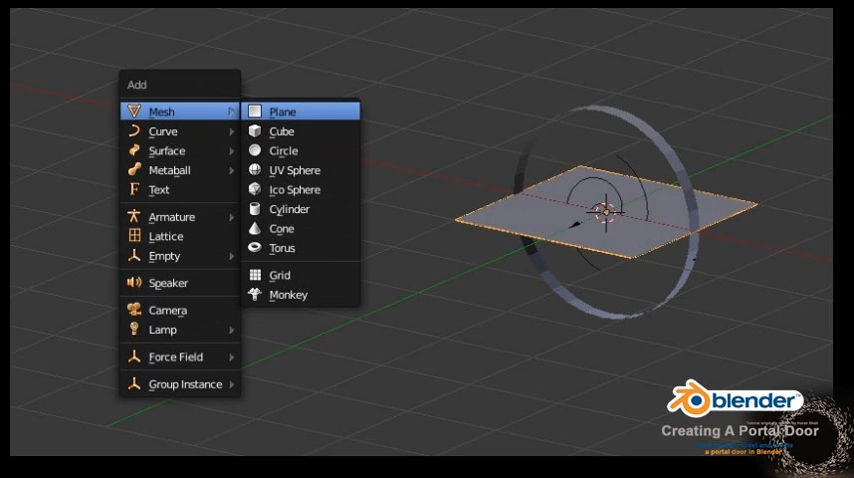 Add
Mesh
Plane
Curve
Cube
Surface
Circle
Metaball
UV Sphere
Text
Ico Sphere
Armature
Cylinder
Lattice
Cone
Empty
Torus
Speaker
Grid
Camera
Monkey
Lamp
Force Field
Group Instance
blender
Creating A Portal Door
a portal door in Blender